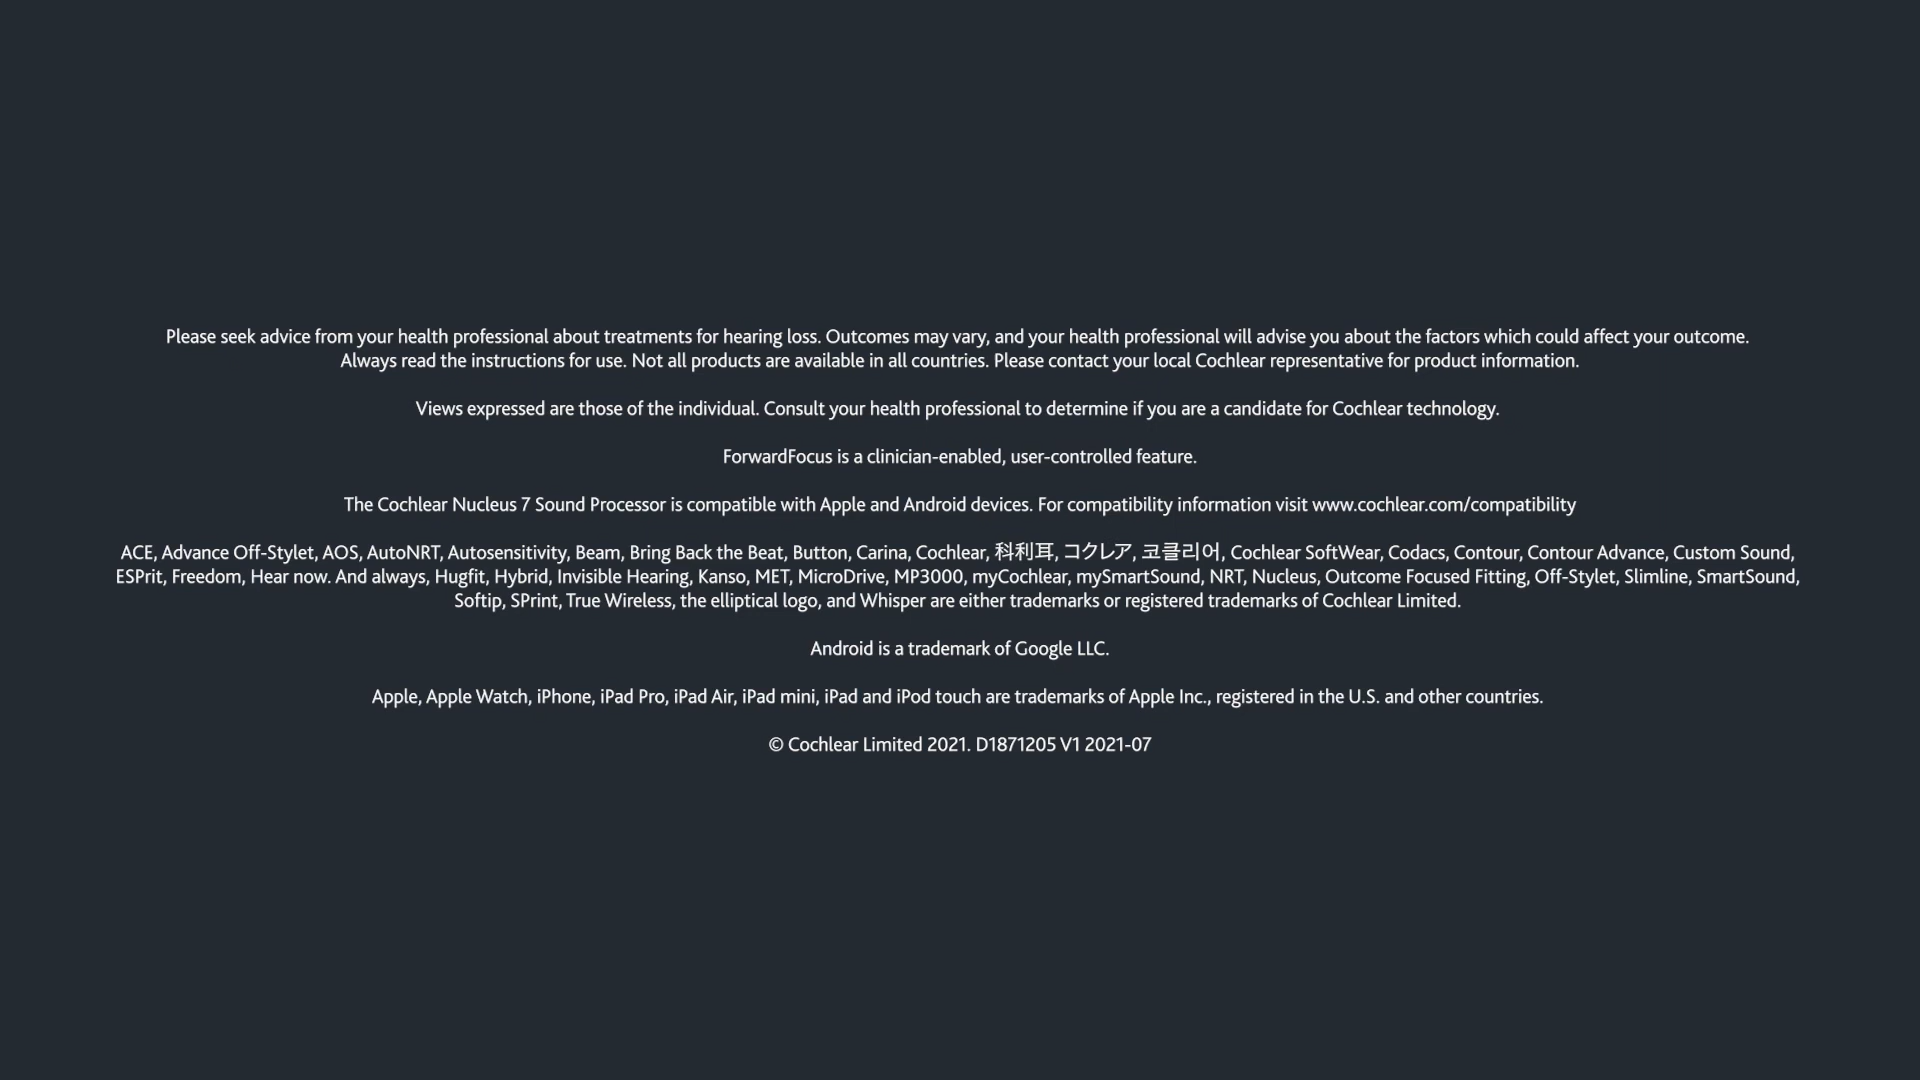 Please seek advice from your health professional about treatments for hearing loss. Outcomes may vary, and your health professional will advise you about the factors which could affect your outcome.
Always read the instructions for use. Not all products are available in all countries. Please contact your local Cochlear representative for product information.
Views expressed are those of the individual. Consult your health professional to determine if you are a candidate for Cochlear technology.
ForwardFocus is a clinician-enabled, user-controlled feature.
The Cochlear Nucleus 7 Sound Processor is compatible with Apple and Android devices. For compatibility information visit www.cochlear.com/compatibility
ACE, Advance Off-Stylet, AOS, AutoNRT, Autosensitivity, Beam, Bring Back the Beat, Button, Carina, Cochlear, 科利耳, コクレア, 코클리어, Cochlear SoftWear, Codacs, Contour, Contour Advance, Custom Sound,
ESPrit, Freedom, Hear now. And always, Hugfit, Hybrid, Invisible Hearing, Kanso, MET, MicroDrive, MP3000, myCochlear, mySmartSound, NRT, Nucleus, Outcome Focused Fitting, Off-Stylet, Slimline, SmartSound,
Softip, SPrint, True Wireless, the elliptical logo, and Whisper are either trademarks or registered trademarks of Cochlear Limited.
Android is a trademark of Google LLC.
Apple, Apple Watch, iPhone, iPad Pro, iPad Air, iPad mini, iPad and iPod touch are trademarks of Apple Inc., registered in the U.S. and other countries.
© Cochlear Limited 2021. D1871205 V1 2021-07